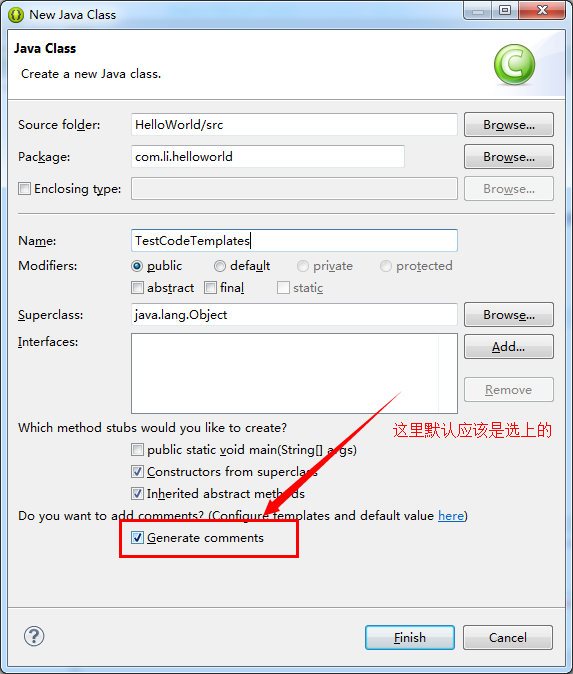 New Java Class
Java Class
Create a new Java class.
Source folder: HelloWorld/src Browse...
Package: com.li.helloworld Browse...
Enclosing type: Browse...
Name: TestCodeTemplates
Modifiers: public default private protected
abstract final static
Superclass: java.lang.Object Browse...
Interfaces: Add...
Remove
Which method stubs would you like to create?
这里默认应该是选上的
public static void main(String[] args)
Constructors from superclass
Inherited abstract methods
Do you want to add comments? (Configure templates and default value here)
Generate comments
? Finish Cancel